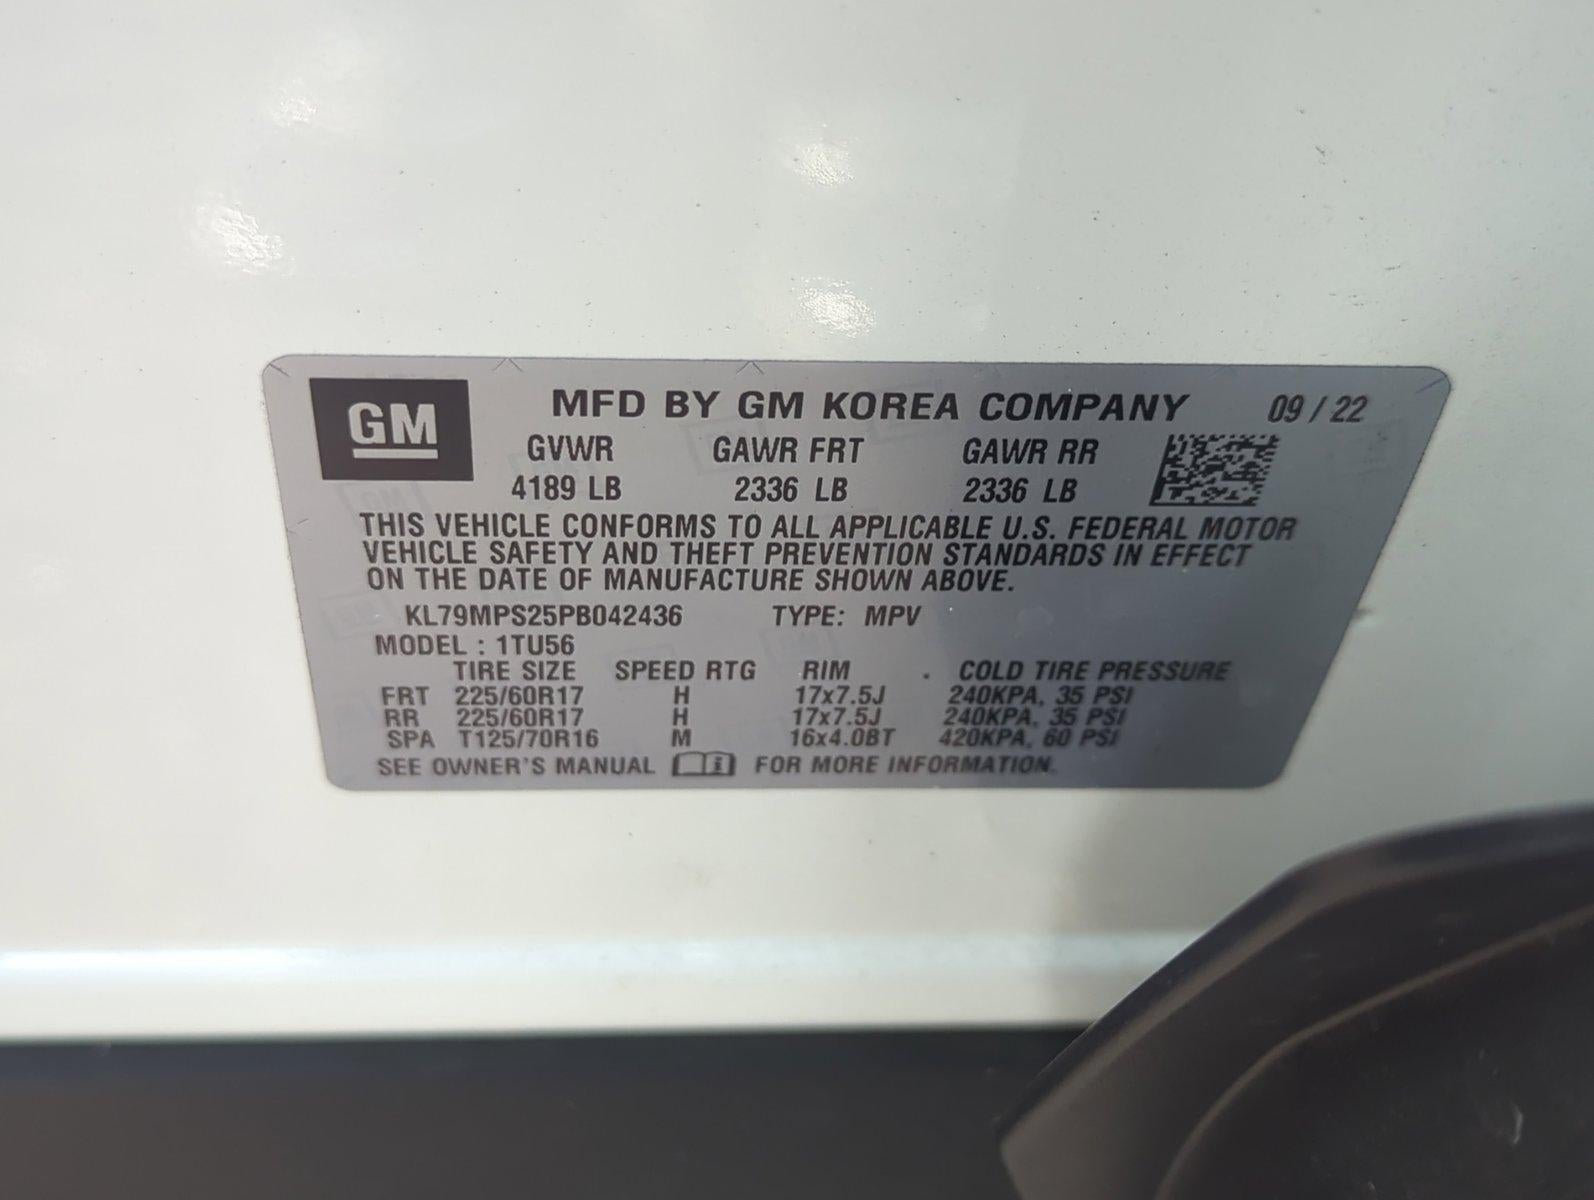 GM
MFD BY GM KOREA COMPANY 09 / 22
GVWR GAWR FRT GAWR RR
4189 LB 2336 LB 2336 LB
THIS VEHICLE CONFORMS TO ALL APPLICABLE U.S. FEDERAL MOTOR
VEHICLE SAFETY AND THEFT PREVENTION STANDARDS IN EFFECT
ON THE DATE OF MANUFACTURE SHOWN ABOVE.
KL79MPS25PB042436 TYPE: MPV
MODEL : 1TU56
TIRE SIZE SPEED RTG RIM . COLD TIRE PRESSURE
FRT 225/60R17 H 17x7.5J 240KPA, 35 PSI
RR 225/60R17 H 17x7.5J 240KPA, 35 PSI
SPA T125/70R16 M 16x4.0BT 420KPA, 60 PSI
SEE OWNER'S MANUAL i FOR MORE INFORMATION.